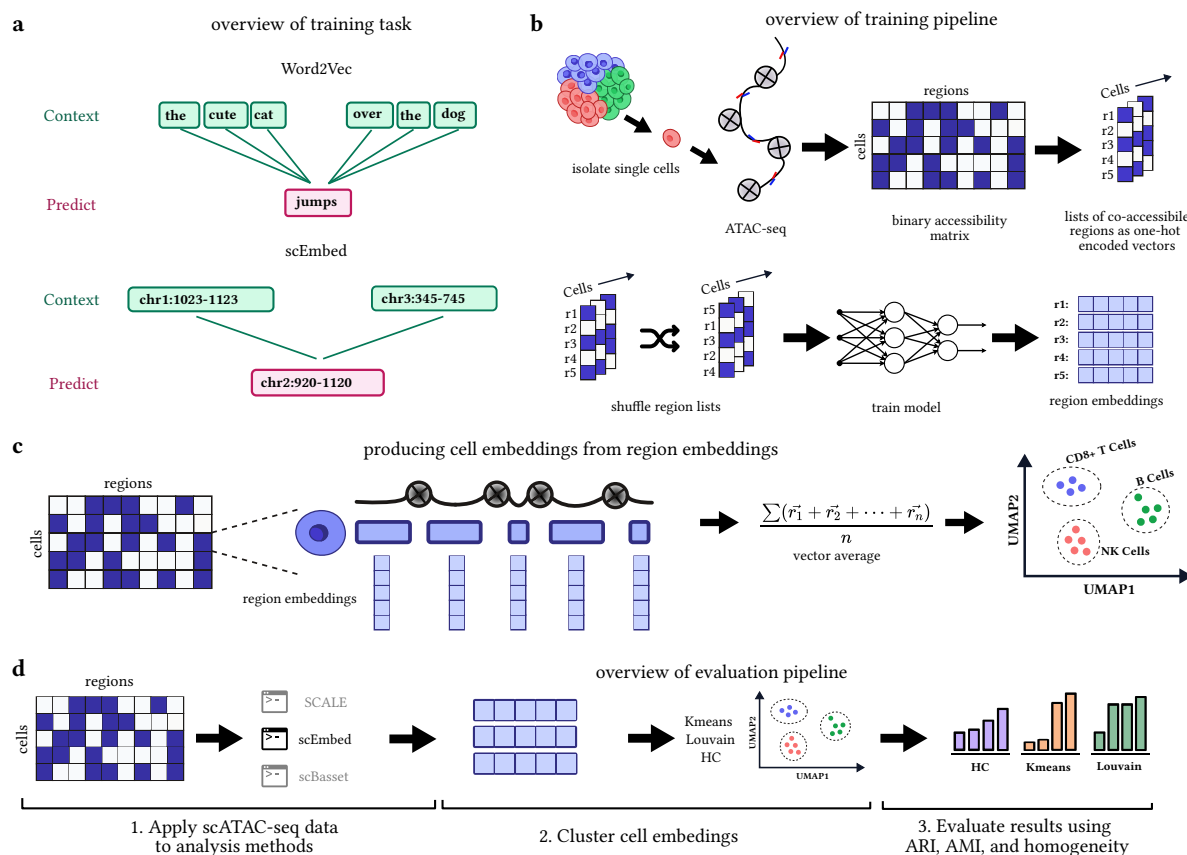 a
overview of training task
Word2Vec
Context
the cute cat over the dog
Predict
jumps
scEmbed
Context
chr1:1023-1123 chr3:345-745
Predict
chr2:920-1120
b
overview of training pipeline
isolate single cells
ATAC-seq
regions
cells
binary accessibility
matrix
Cells
r1
r2
r3
r4
r5
lists of co-accessible
regions as one-hot
encoded vectors
Cells
r1
r2
r3
r4
r5
Cells
r5
r1
r3
r2
r4
shuffle region lists
train model
r1:
r2:
r3:
r4:
r5:
region embeddings
c
producing cell embeddings from region embeddings
regions
cells
region embeddings
∑(r⃗1 + r⃗2 + ⋯ + r⃗n)
n
vector average
UMAP2
CD8+ T Cells
B Cells
NK Cells
UMAP1
d
overview of evaluation pipeline
regions
cells
>- SCALE
>- scEmbed
>- scBasset
Kmeans
Louvain
HC
UMAP2
UMAP1
HC Kmeans Louvain
1. Apply scATAC-seq data
to analysis methods
2. Cluster cell embedings
3. Evaluate results using
ARI, AMI, and homogeneity